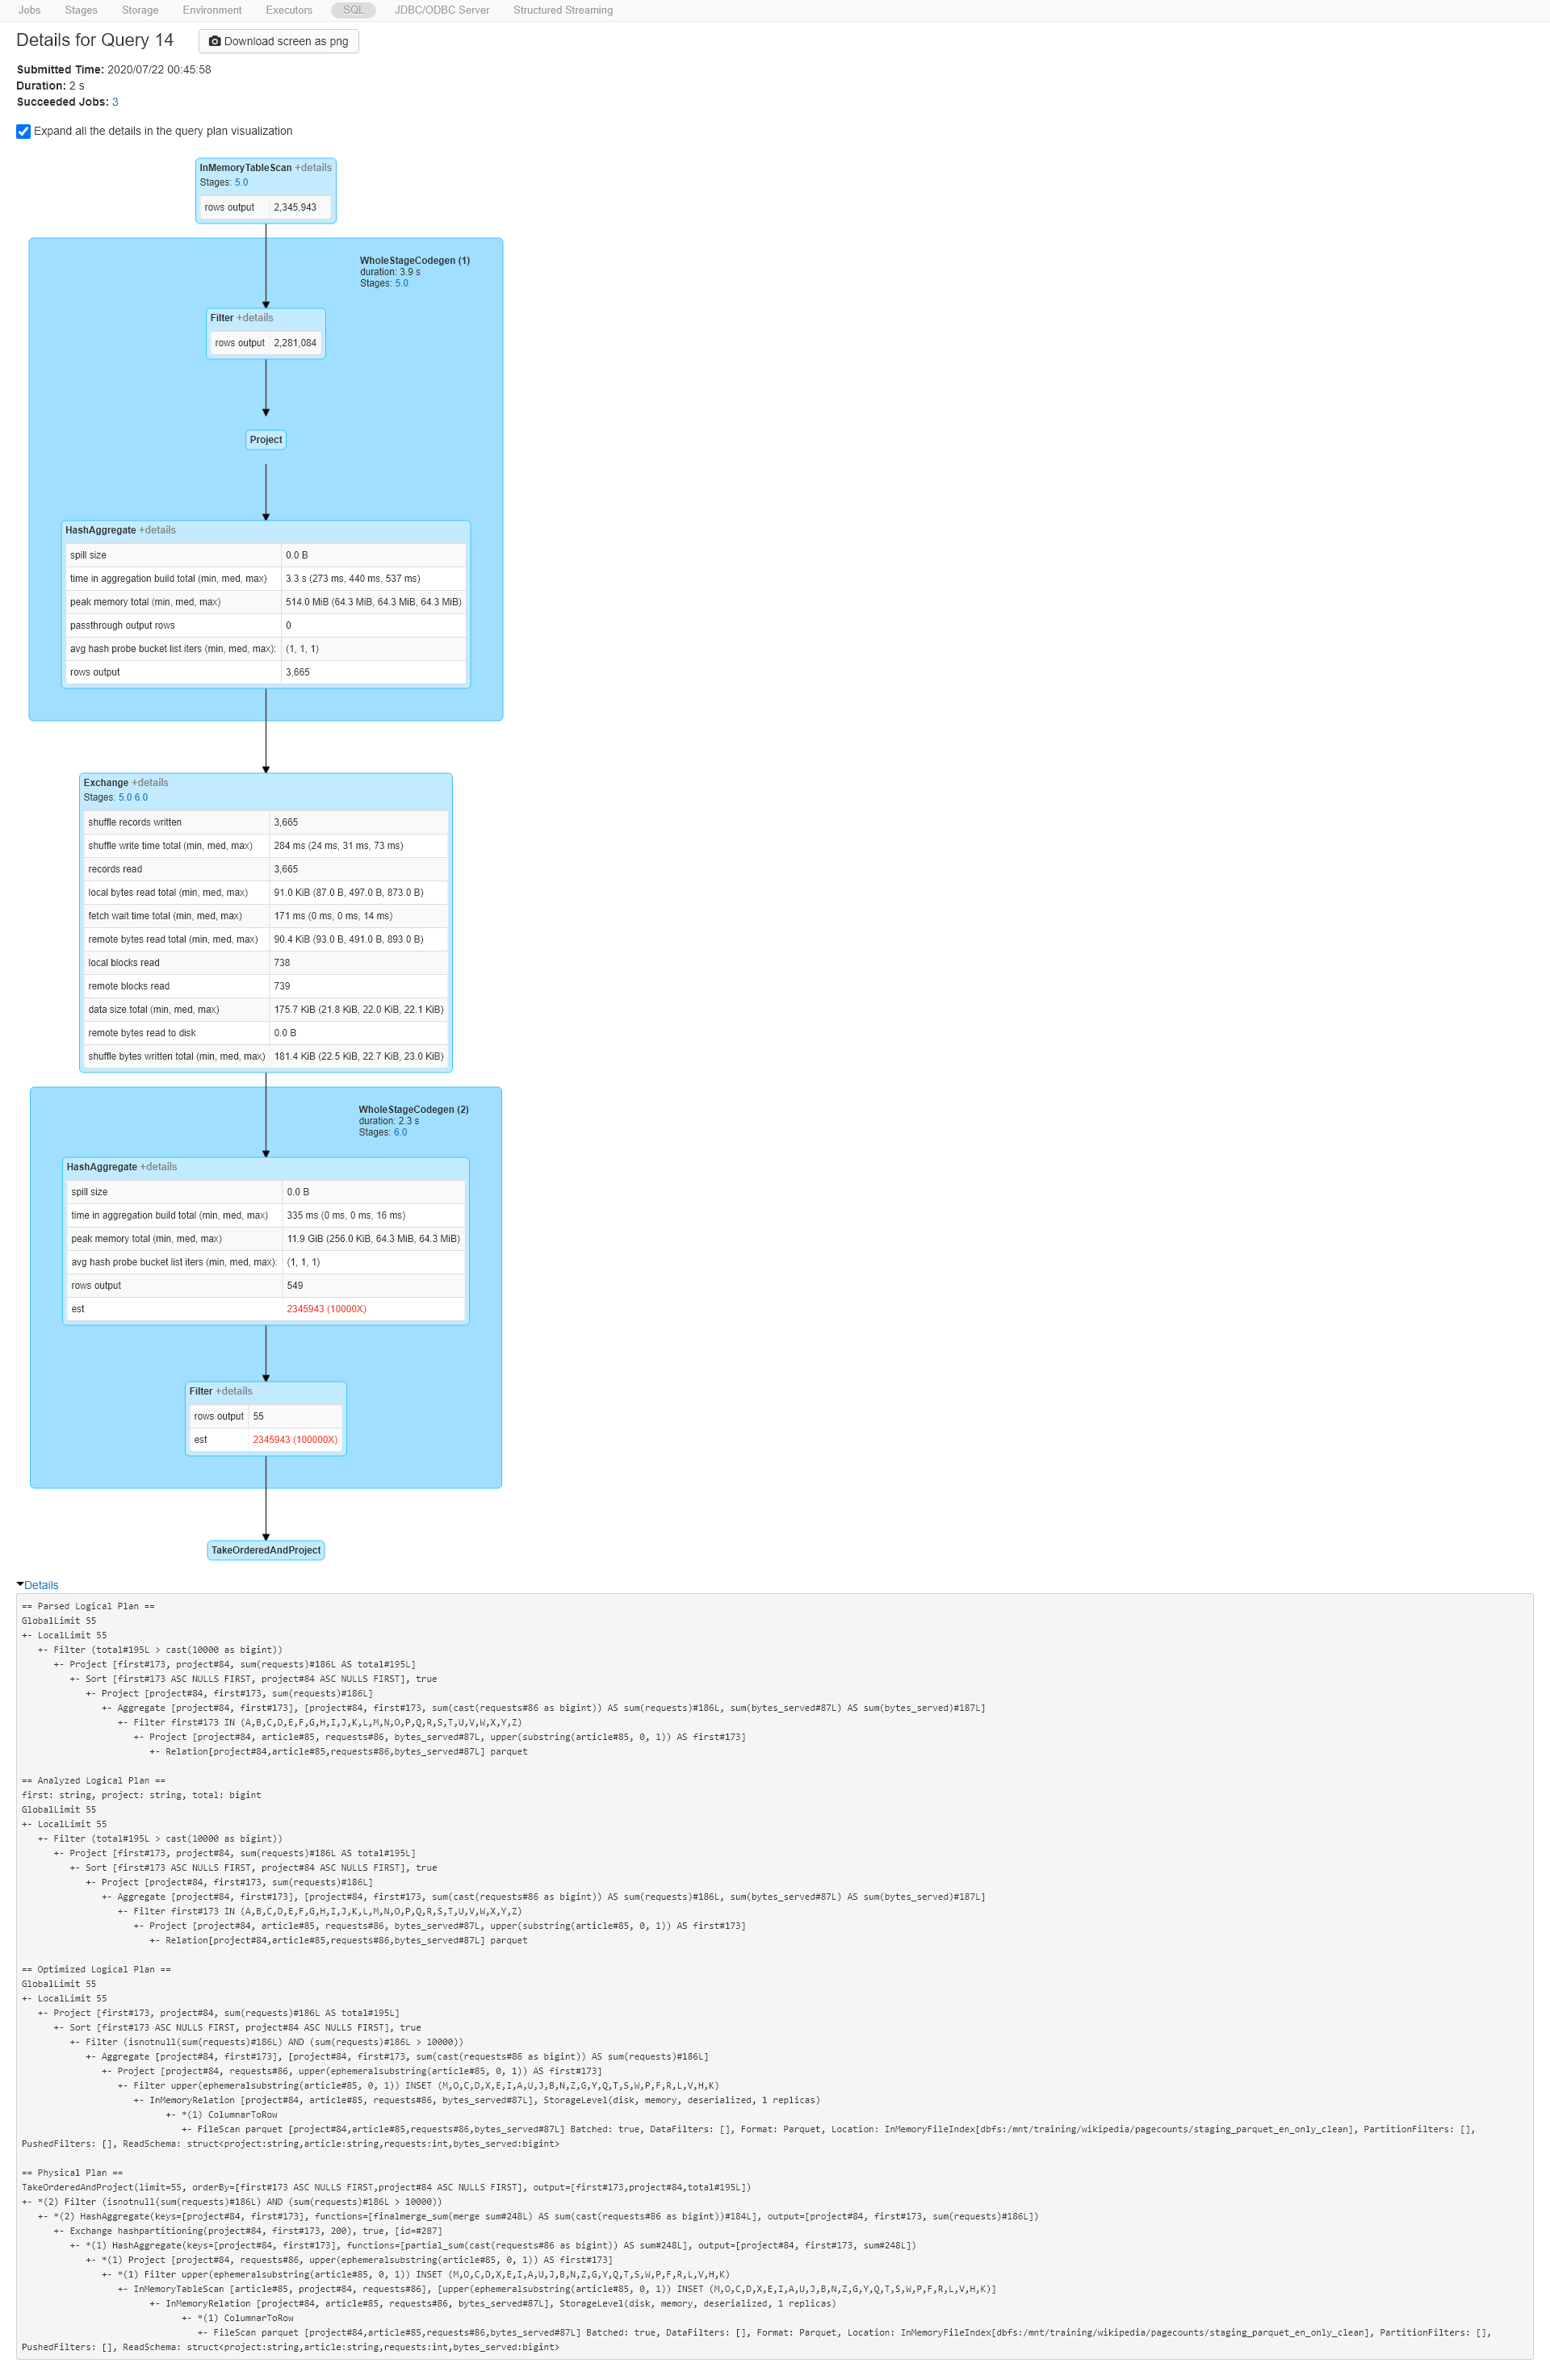 Jobs Stages Storage Environment Executors SQL JDBC/ODBC Server Structured Streaming
Details for Query 14 Download screen as png
Submitted Time: 2020/07/22 00:45:58
Duration: 2 s
Succeeded Jobs: 3
Expand all the details in the query plan visualization
InMemoryTableScan +details
Stages: 5.0
rows output 2,345,943
WholeStageCodegen (1)
duration: 3.9 s
Stages: 5.0
Filter +details
rows output 2,281,084
Project
HashAggregate +details
spill size 0.0 B
time in aggregation build total (min, med, max) 3.3 s (273 ms, 440 ms, 537 ms)
peak memory total (min, med, max) 514.0 MiB (64.3 MiB, 64.3 MiB, 64.3 MiB)
passthrough output rows 0
avg hash probe bucket list iters (min, med, max): (1, 1, 1)
rows output 3,665
Exchange +details
Stages: 5.0 6.0
shuffle records written 3,665
shuffle write time total (min, med, max) 284 ms (24 ms, 31 ms, 73 ms)
records read 3,665
local bytes read total (min, med, max) 91.0 KiB (87.0 B, 497.0 B, 873.0 B)
fetch wait time total (min, med, max) 171 ms (0 ms, 0 ms, 14 ms)
remote bytes read total (min, med, max) 90.4 KiB (93.0 B, 491.0 B, 893.0 B)
local blocks read 738
remote blocks read 739
data size total (min, med, max) 175.7 KiB (21.8 KiB, 22.0 KiB, 22.1 KiB)
remote bytes read to disk 0.0 B
shuffle bytes written total (min, med, max) 181.4 KiB (22.5 KiB, 22.7 KiB, 23.0 KiB)
WholeStageCodegen (2)
duration: 2.3 s
Stages: 6.0
HashAggregate +details
spill size 0.0 B
time in aggregation build total (min, med, max) 335 ms (0 ms, 0 ms, 16 ms)
peak memory total (min, med, max) 11.9 GiB (256.0 KiB, 64.3 MiB, 64.3 MiB)
avg hash probe bucket list iters (min, med, max): (1, 1, 1)
rows output 549
est 2345943 (10000X)
Filter +details
rows output 55
est 2345943 (100000X)
TakeOrderedAndProject
Details
== Parsed Logical Plan ==
GlobalLimit 55
+- LocalLimit 55
   +- Filter (total#195L > cast(10000 as bigint))
      +- Project [first#173, project#84, sum(requests)#186L AS total#195L]
         +- Sort [first#173 ASC NULLS FIRST, project#84 ASC NULLS FIRST], true
            +- Project [project#84, first#173, sum(requests)#186L]
               +- Aggregate [project#84, first#173], [project#84, first#173, sum(cast(requests#86 as bigint)) AS sum(requests)#186L, sum(bytes_served#87L) AS sum(bytes_served)#187L]
                  +- Filter first#173 IN (A,B,C,D,E,F,G,H,I,J,K,L,M,N,O,P,Q,R,S,T,U,V,W,X,Y,Z)
                     +- Project [project#84, article#85, requests#86, bytes_served#87L, upper(substring(article#85, 0, 1)) AS first#173]
                        +- Relation[project#84,article#85,requests#86,bytes_served#87L] parquet

== Analyzed Logical Plan ==
first: string, project: string, total: bigint
GlobalLimit 55
+- LocalLimit 55
   +- Filter (total#195L > cast(10000 as bigint))
      +- Project [first#173, project#84, sum(requests)#186L AS total#195L]
         +- Sort [first#173 ASC NULLS FIRST, project#84 ASC NULLS FIRST], true
            +- Project [project#84, first#173, sum(requests)#186L]
               +- Aggregate [project#84, first#173], [project#84, first#173, sum(cast(requests#86 as bigint)) AS sum(requests)#186L, sum(bytes_served#87L) AS sum(bytes_served)#187L]
                  +- Filter first#173 IN (A,B,C,D,E,F,G,H,I,J,K,L,M,N,O,P,Q,R,S,T,U,V,W,X,Y,Z)
                     +- Project [project#84, article#85, requests#86, bytes_served#87L, upper(substring(article#85, 0, 1)) AS first#173]
                        +- Relation[project#84,article#85,requests#86,bytes_served#87L] parquet

== Optimized Logical Plan ==
GlobalLimit 55
+- LocalLimit 55
   +- Project [first#173, project#84, sum(requests)#186L AS total#195L]
      +- Sort [first#173 ASC NULLS FIRST, project#84 ASC NULLS FIRST], true
         +- Filter (isnotnull(sum(requests)#186L) AND (sum(requests)#186L > 10000))
            +- Aggregate [project#84, first#173], [project#84, first#173, sum(cast(requests#86 as bigint)) AS sum(requests)#186L]
               +- Project [project#84, requests#86, upper(ephemeralsubstring(article#85, 0, 1)) AS first#173]
                  +- Filter upper(ephemeralsubstring(article#85, 0, 1)) INSET (M,O,C,D,X,E,I,A,U,J,B,N,Z,G,Y,Q,T,S,W,P,F,R,L,V,H,K)
                     +- InMemoryRelation [project#84, article#85, requests#86, bytes_served#87L], StorageLevel(disk, memory, deserialized, 1 replicas)
                           +- *(1) ColumnarToRow
                              +- FileScan parquet [project#84,article#85,requests#86,bytes_served#87L] Batched: true, DataFilters: [], Format: Parquet, Location: InMemoryFileIndex[dbfs:/mnt/training/wikipedia/pagecounts/staging_parquet_en_only_clean], PartitionFilters: [],
PushedFilters: [], ReadSchema: struct<project:string,article:string,requests:int,bytes_served:bigint>

== Physical Plan ==
TakeOrderedAndProject(limit=55, orderBy=[first#173 ASC NULLS FIRST,project#84 ASC NULLS FIRST], output=[first#173,project#84,total#195L])
+- *(2) Filter (isnotnull(sum(requests)#186L) AND (sum(requests)#186L > 10000))
   +- *(2) HashAggregate(keys=[project#84, first#173], functions=[finalmerge_sum(merge sum#248L) AS sum(cast(requests#86 as bigint))#184L], output=[project#84, first#173, sum(requests)#186L])
      +- Exchange hashpartitioning(project#84, first#173, 200), true, [id=#287]
         +- *(1) HashAggregate(keys=[project#84, first#173], functions=[partial_sum(cast(requests#86 as bigint)) AS sum#248L], output=[project#84, first#173, sum#248L])
            +- *(1) Project [project#84, requests#86, upper(ephemeralsubstring(article#85, 0, 1)) AS first#173]
               +- *(1) Filter upper(ephemeralsubstring(article#85, 0, 1)) INSET (M,O,C,D,X,E,I,A,U,J,B,N,Z,G,Y,Q,T,S,W,P,F,R,L,V,H,K)
                  +- InMemoryTableScan [article#85, project#84, requests#86], [upper(ephemeralsubstring(article#85, 0, 1)) INSET (M,O,C,D,X,E,I,A,U,J,B,N,Z,G,Y,Q,T,S,W,P,F,R,L,V,H,K)]
                        +- InMemoryRelation [project#84, article#85, requests#86, bytes_served#87L], StorageLevel(disk, memory, deserialized, 1 replicas)
                              +- *(1) ColumnarToRow
                                 +- FileScan parquet [project#84,article#85,requests#86,bytes_served#87L] Batched: true, DataFilters: [], Format: Parquet, Location: InMemoryFileIndex[dbfs:/mnt/training/wikipedia/pagecounts/staging_parquet_en_only_clean], PartitionFilters: [],
PushedFilters: [], ReadSchema: struct<project:string,article:string,requests:int,bytes_served:bigint>